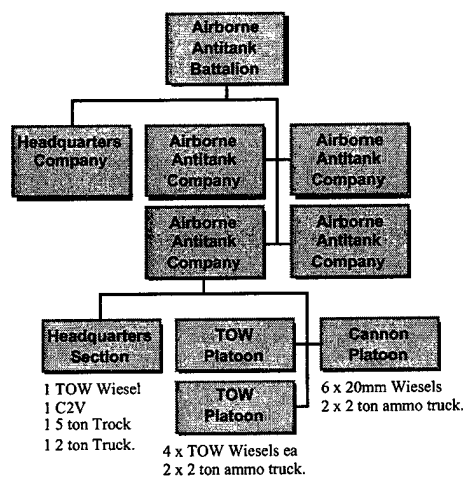 Airborne
Antitank
Battalion
Headquarters
Company
Airborne
Antitank
Company
Airborne
Antitank
Company
Airborne
Antitank
Company
Airborne
Antitank
Company
Headquarters
Section
1 TOW Wiesel
1 C2V
1 5 ton Trock
1 2 ton Truck.
TOW
Platoon
TOW
Platoon
4 x TOW Wiesels ea
2 x 2 ton ammo truck.
Cannon
Platoon
6 x 20mm Wiesels
2 x 2 ton ammo truck.